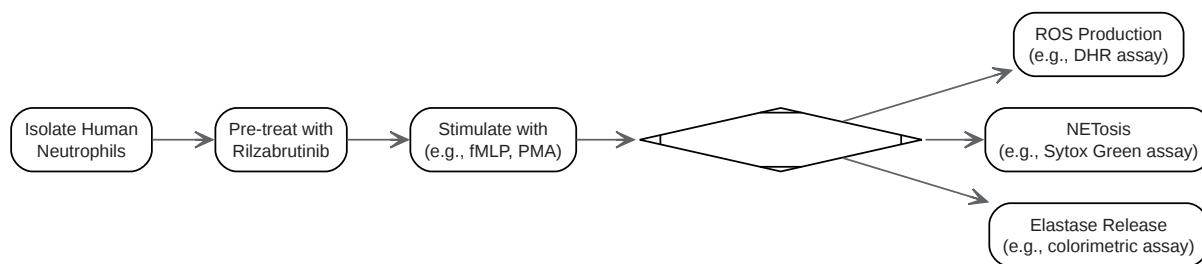 Isolate Human
Neutrophils
Pre-treat with
Rilzabrutinib
Stimulate with
(e.g., fMLP, PMA)
ROS Production
(e.g., DHR assay)
NETosis
(e.g., Sytox Green assay)
Elastase Release
(e.g., colorimetric assay)